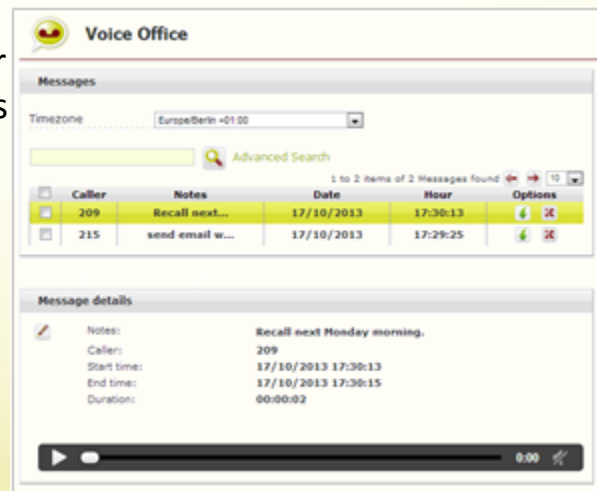 Voice Office
r
s
Messages
Timezone Europe/Berlin +01:00
Advanced Search
1 to 2 items of 2 Messages found 10
Caller Notes Date Hour Options
209 Recall next... 17/10/2013 17:30:13
215 send email w... 17/10/2013 17:29:25
Message details
Notes: Recall next Monday morning.
Caller: 209
Start time: 17/10/2013 17:30:13
End time: 17/10/2013 17:30:15
Duration: 00:00:02
0:00